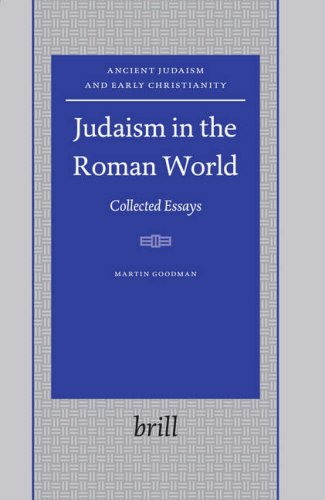 ANCIENT JUDAISM
AND EARLY CHRISTIANITY
Judaism in the
Roman World
Collected Essays
MARTIN GOODMAN
brill